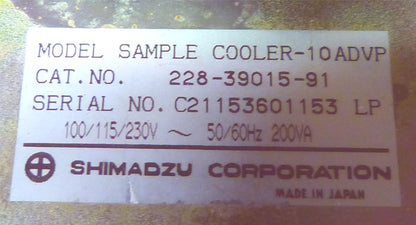 MODEL SAMPLE COOLER-10ADVP
CAT.NO. 228-39015-91
SERIAL NO. C21153601153 LP
100/115/230V ~ 50/60Hz 200VA
SHIMADZU CORPORATION
MADE IN JAPAN